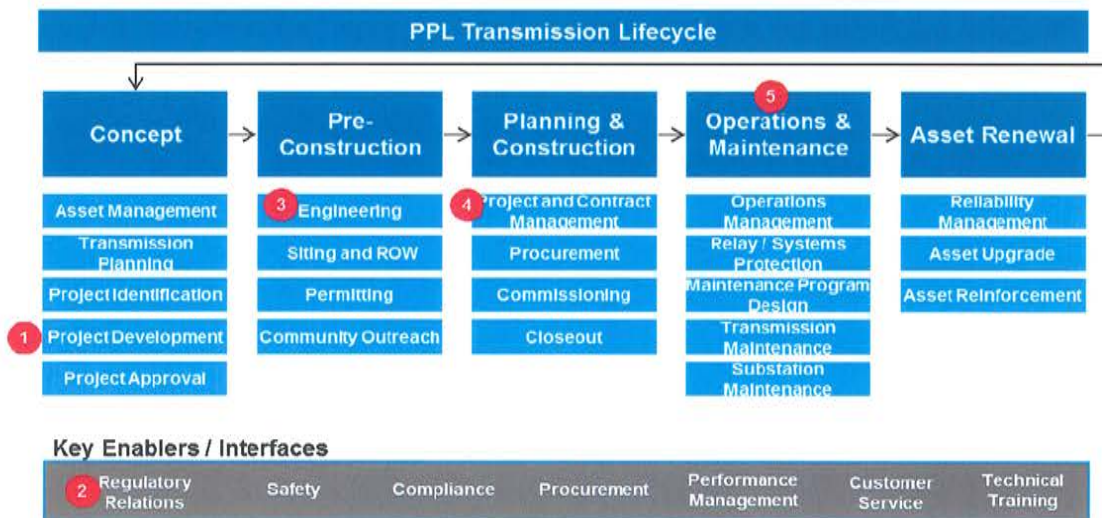 PPL Transmission Lifecycle
Concept
Pre-
Construction
Planning &
Construction
5
Operations &
Maintenance
Asset Renewal
Asset Management
Transmission
Planning
Project Identification
1 Project Development
Project Approval
3 Engineering
Siting and ROW
Permitting
Community Outreach
4 Project and Contract
Management
Procurement
Commissioning
Closeout
Operations
Management
Relay / Systems
Protection
Maintenance Program
Design
Transmission
Maintenance
Substation
Maintenance
Reliability
Management
Asset Upgrade
Asset Reinforcement
Key Enablers / Interfaces
2 Regulatory
Relations
Safety
Compliance
Procurement
Performance
Management
Customer
Service
Technical
Training